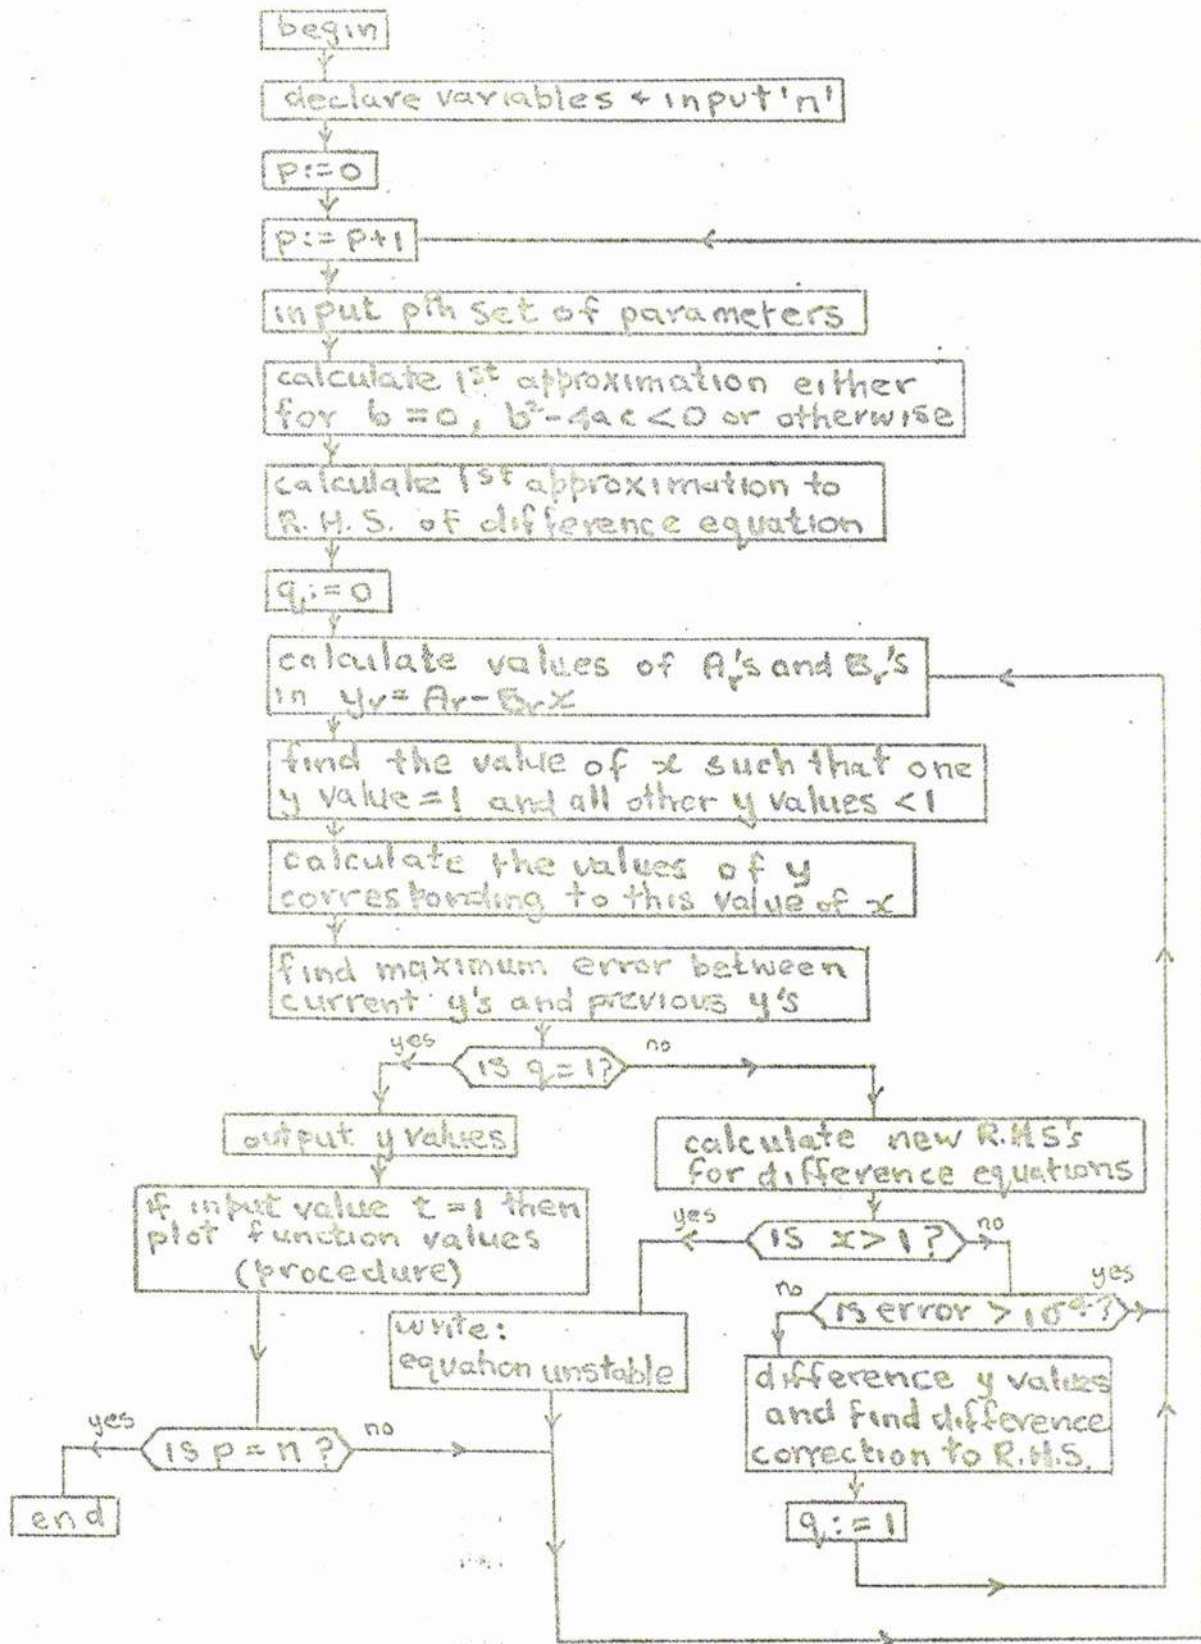 begin
declare variables + input 'n'
p:=0
p:=p+1
input pth set of parameters
calculate 1st approximation either
for b=0, b²-4ac<0 or otherwise
calculate 1st approximation to
R.H.S. of difference equation
q:=0
calculate values of Ar's and Br's
in yr=Ar-Brx
find the value of x such that one
y value=1 and all other y values <1
calculate the values of y
corresponding to this value of x
find maximum error between
current y's and previous y's
yes
is q=1?
no
output y values
calculate new R.H.S's
for difference equations
if input value t=1 then
plot function values
(procedure)
yes
is x>1?
no
no
is error >
yes
write:
equation unstable
difference y values
and find difference
correction to R.H.S.
yes
is p=n?
no
end
q:=1